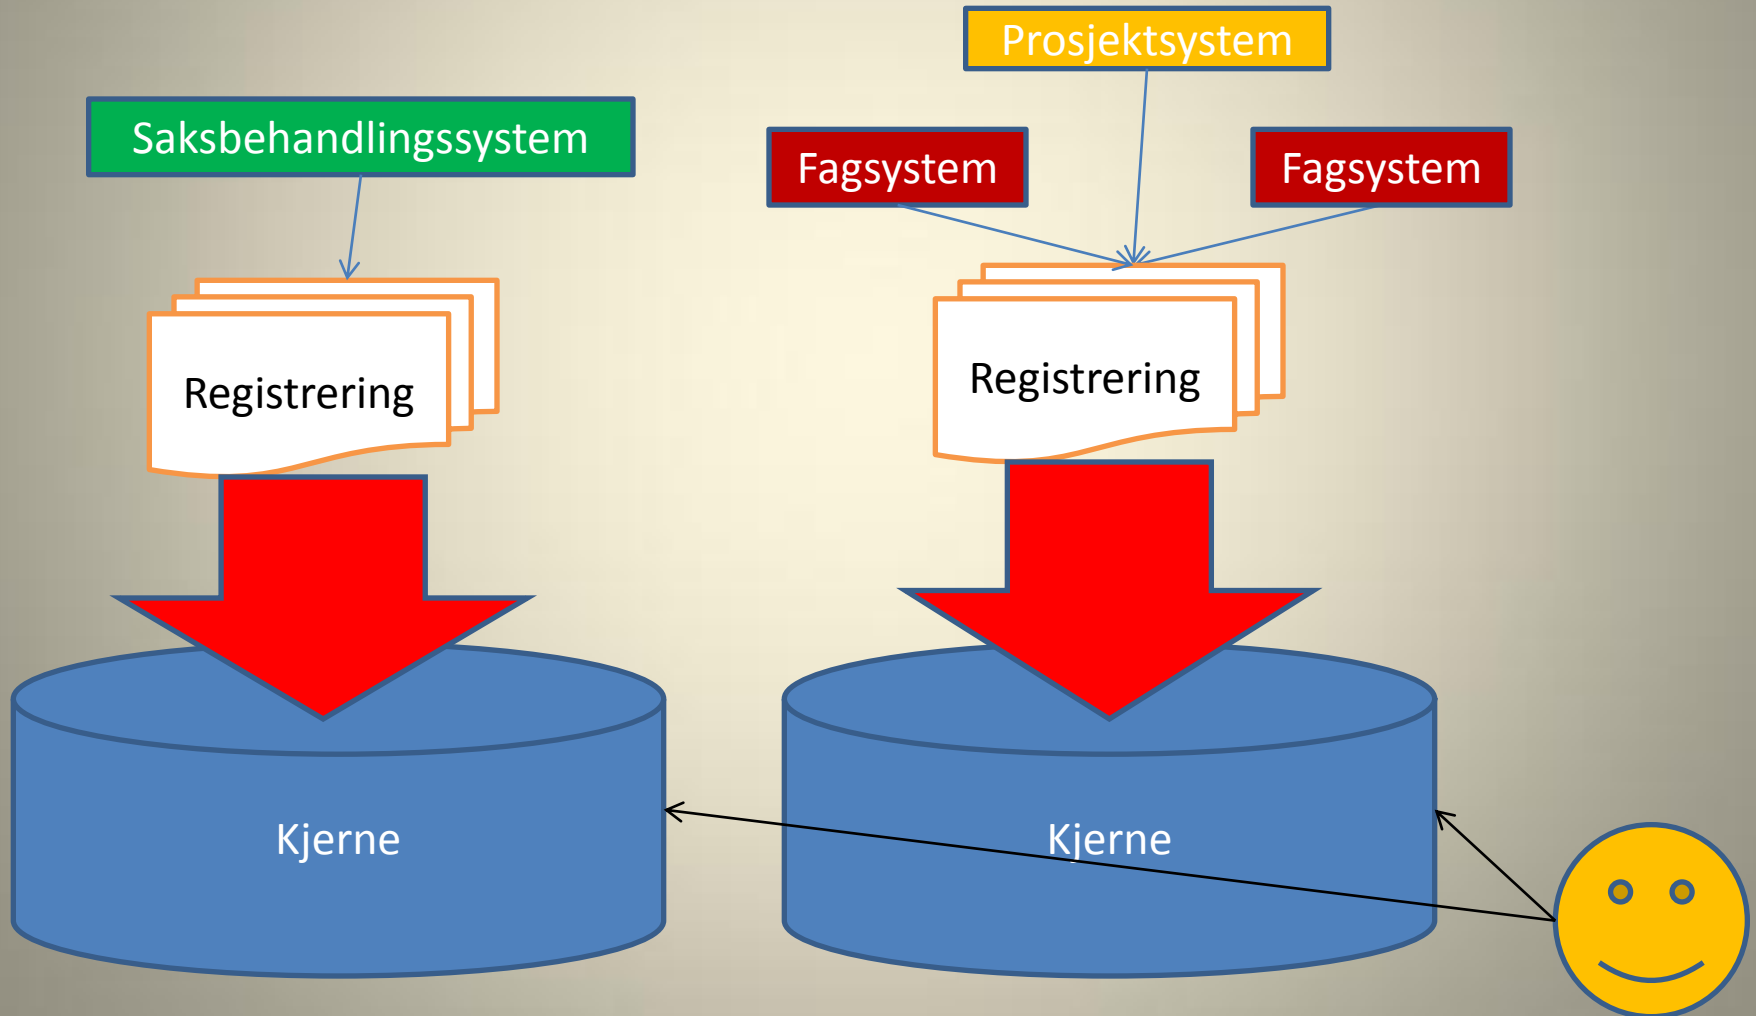 Prosjektsystem
Saksbehandlingssystem
Fagsystem
Fagsystem
Registrering
Registrering
Kjerne
Kjerne